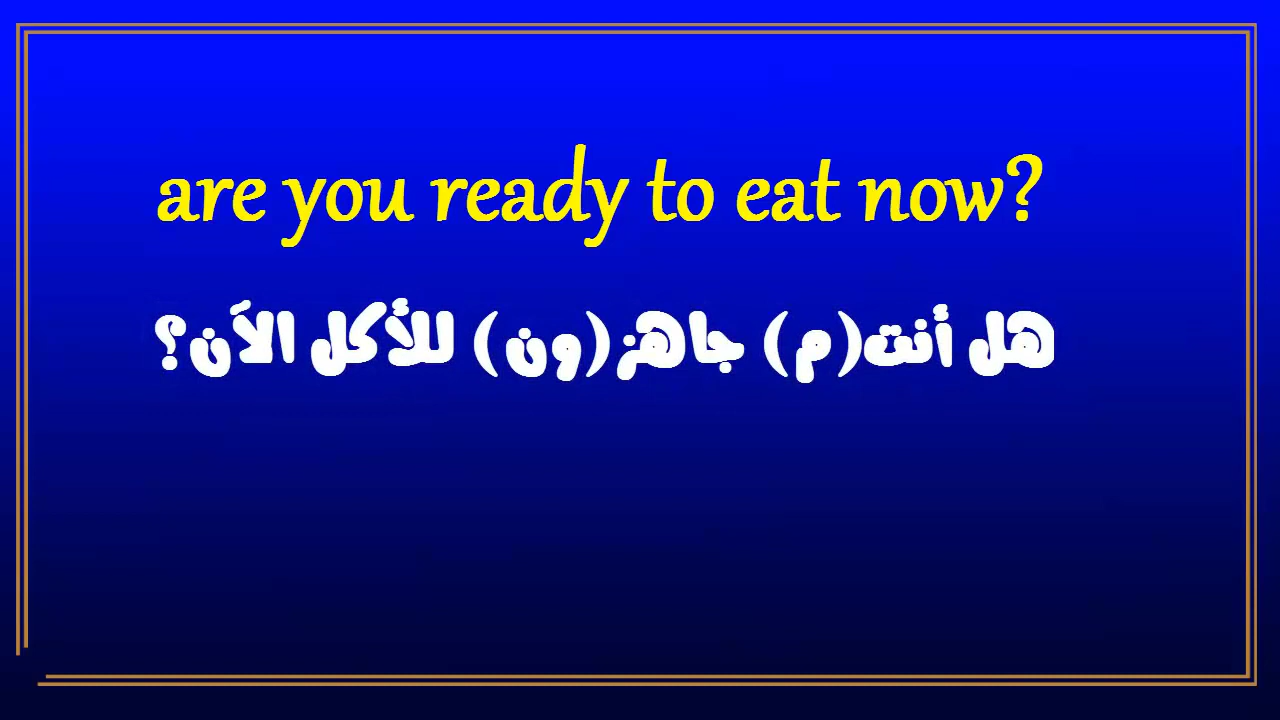 are you ready to eat now?
هل أنت(م) جاهز(ون) للأكل الآن؟